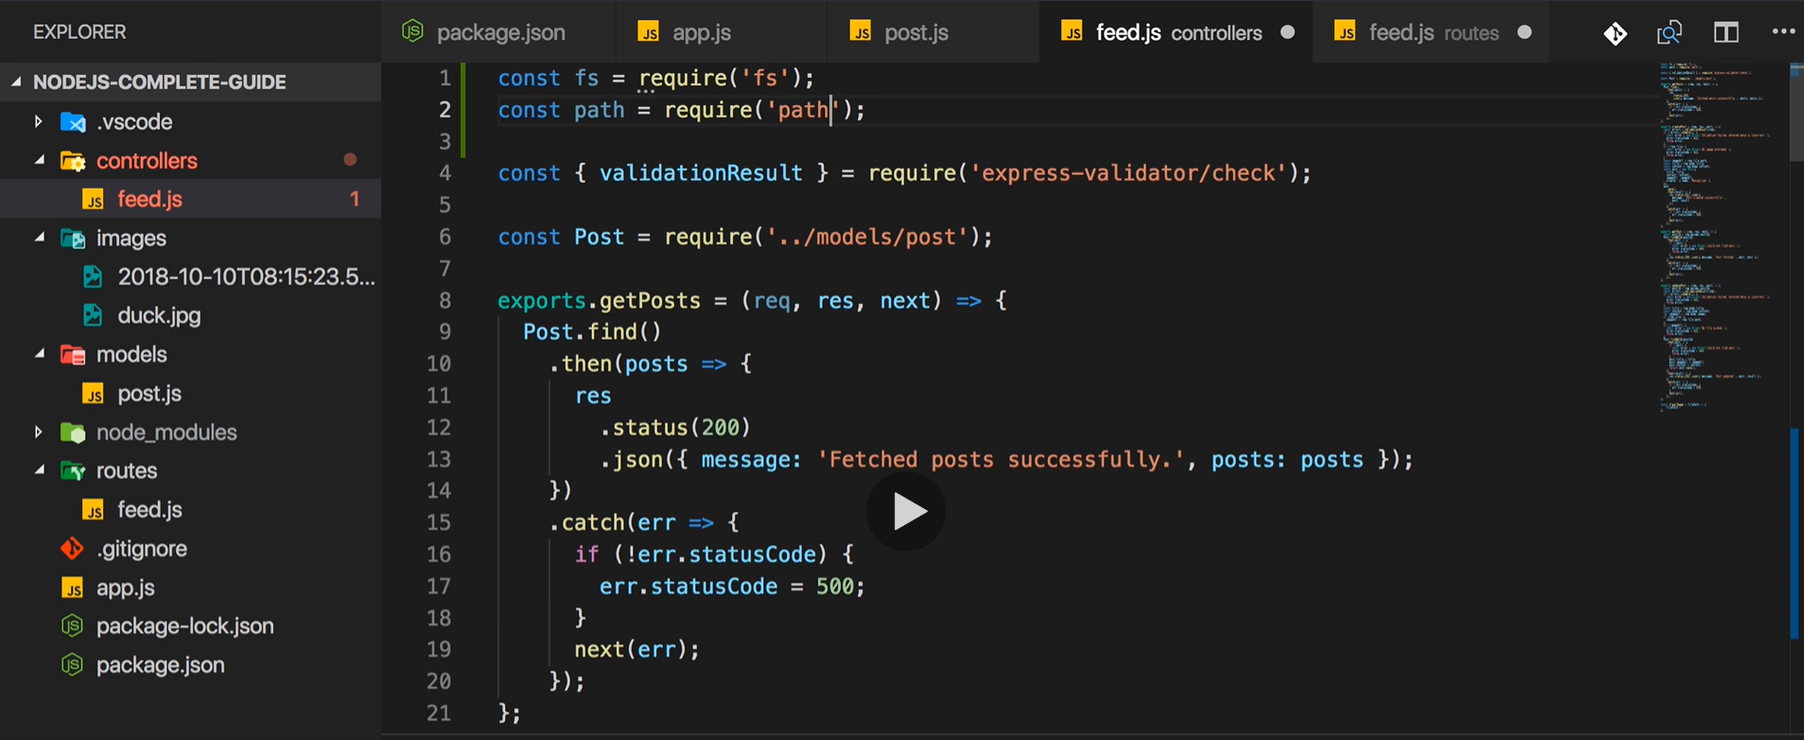 EXPLORER
NODEJS-COMPLETE-GUIDE
.vscode
controllers
feed.js 1
images
2018-10-10T08:15:23.5...
duck.jpg
models
post.js
node_modules
routes
feed.js
.gitignore
app.js
package-lock.json
package.json
package.json
app.js
post.js
feed.js controllers
feed.js routes
1 const fs = require('fs');
2 const path = require('path');
3
4 const { validationResult } = require('express-validator/check');
5
6 const Post = require('../models/post');
7
8 exports.getPosts = (req, res, next) => {
9 Post.find()
10 .then(posts => {
11 res
12 .status(200)
13 .json({ message: 'Fetched posts successfully.', posts: posts });
14 })
15 .catch(err => {
16 if (!err.statusCode) {
17 err.statusCode = 500;
18 }
19 next(err);
20 });
21 };